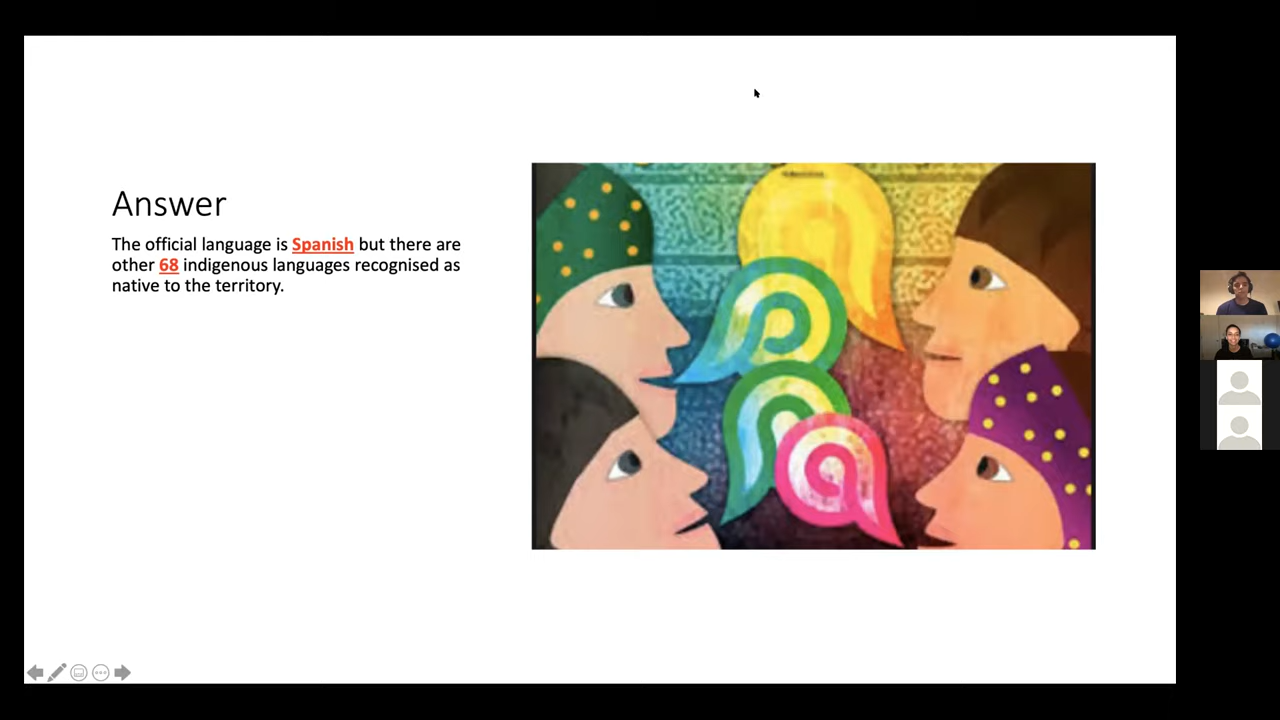 Answer
The official language is Spanish but there are
other 68 indigenous languages recognised as
native to the territory.